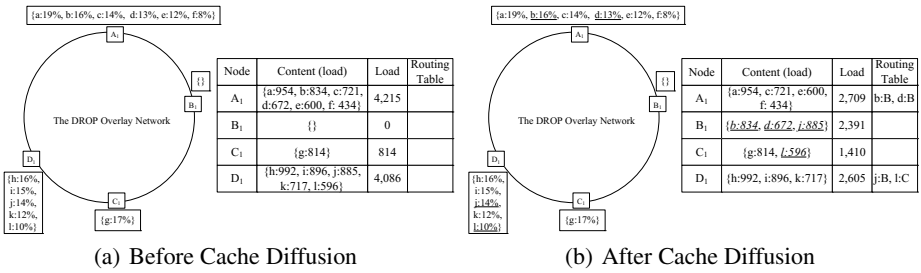 {a:19%, b:16%, c:14%, d:13%, e:12%, f:8%}
A1
{}
B1
The DROP Overlay Network
D1
{h:16%,
i:15%,
j:14%,
k:12%,
l:10%}
C1
{g:17%}
Node Content (load) Load Routing Table
A1 {a:954, b:834, c:721, d:672, e:600, f: 434} 4,215
B1 {} 0
C1 {g:814} 814
D1 {h:992, i:896, j:885, k:717, l:596} 4,086
(a) Before Cache Diffusion
{a:19%, b:16%, c:14%, d:13%, e:12%, f:8%}
A1
{}
B1
The DROP Overlay Network
D1
{h:16%,
i:15%,
j:14%,
k:12%,
l:10%}
C1
{g:17%}
Node Content (load) Load Routing Table
A1 {a:954, c:721, e:600, f: 434} 2,709 b:B, d:B
B1 {b:834, d:672, j:885} 2,391
C1 {g:814, l:596} 1,410
D1 {h:992, i:896, k:717} 2,605 j:B, l:C
(b) After Cache Diffusion